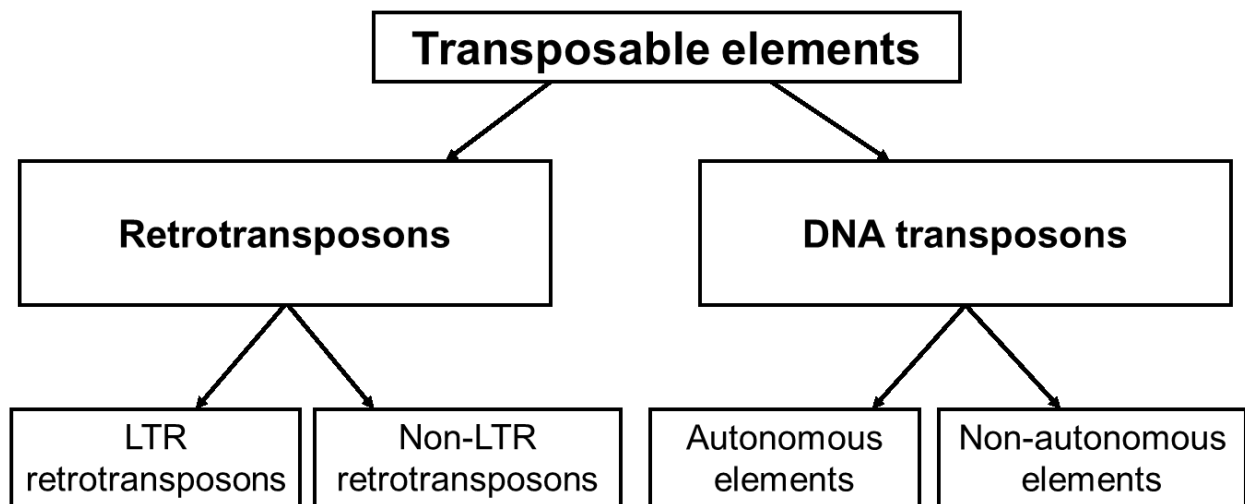 Transposable elements
Retrotransposons
DNA transposons
LTR
retrotransposons
Non-LTR
retrotransposons
Autonomous
elements
Non-autonomous
elements